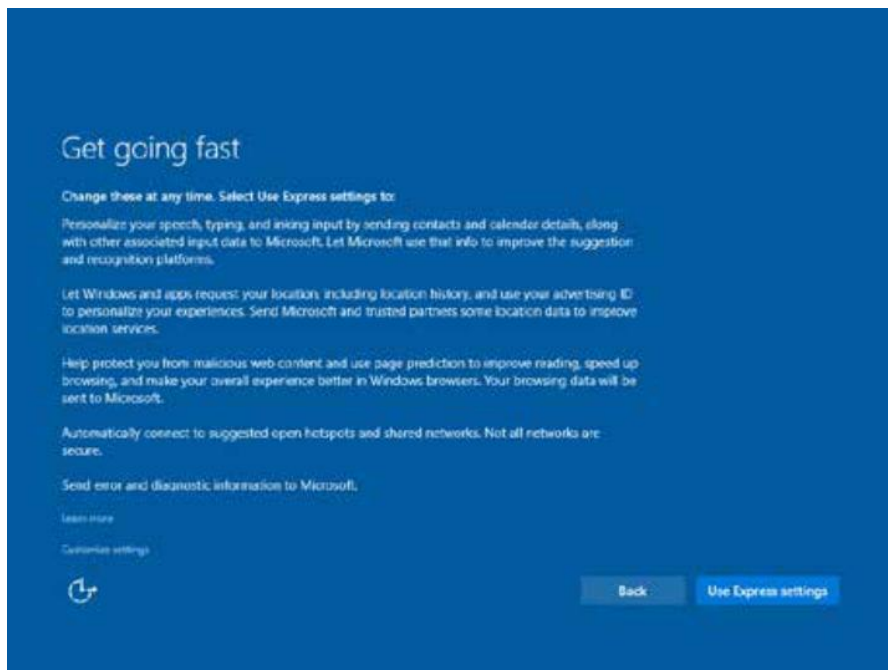 Get going fast
Change these at any time. Select Use Express settings to:
Personalize your speech, typing, and inking input by sending contacts and calendar details, along
with other associated input data to Microsoft. Let Microsoft use that info to improve the suggestion
and recognition platforms.
Let Windows and apps request your location, including location history, and use your advertising ID
to personalize your experiences. Send Microsoft and trusted partners some location data to improve
location services.
Help protect you from malicious web content and use page prediction to improve reading, speed up
browsing, and make your overall experience better in Windows browsers. Your browsing data will be
sent to Microsoft.
Automatically connect to suggested open hotspots and shared networks. Not all networks are
secure.
Send error and diagnostic information to Microsoft.
Learn more
Customize settings
Back Use Express settings